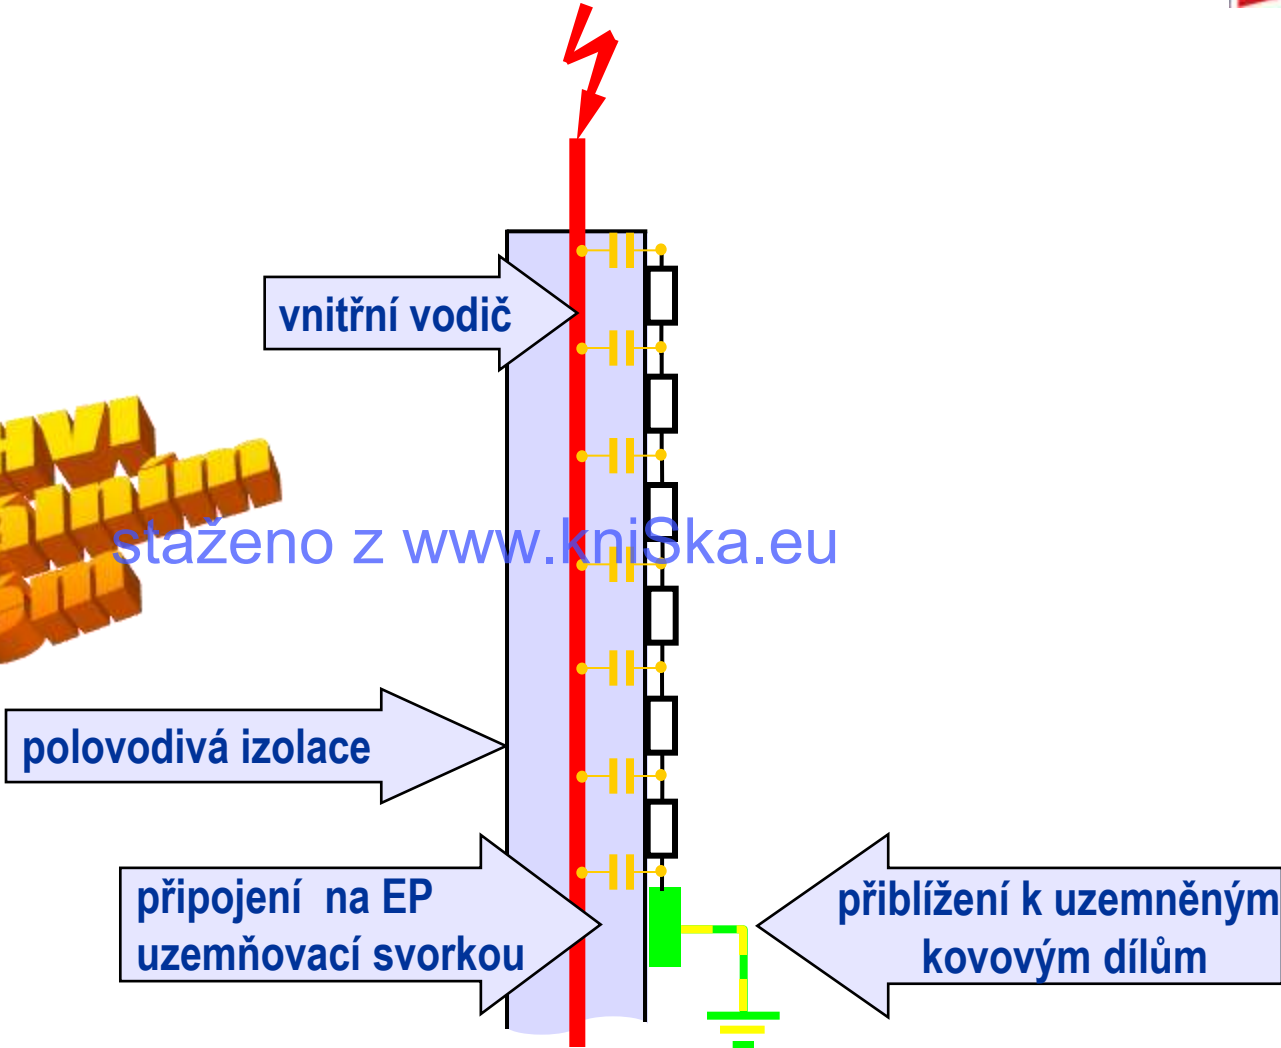 vnitřní vodič
staženo z www.kniSka.eu
polovodivá izolace
připojení na EP
uzemňovací svorkou
přiblížení k uzemněným
kovovým dílům